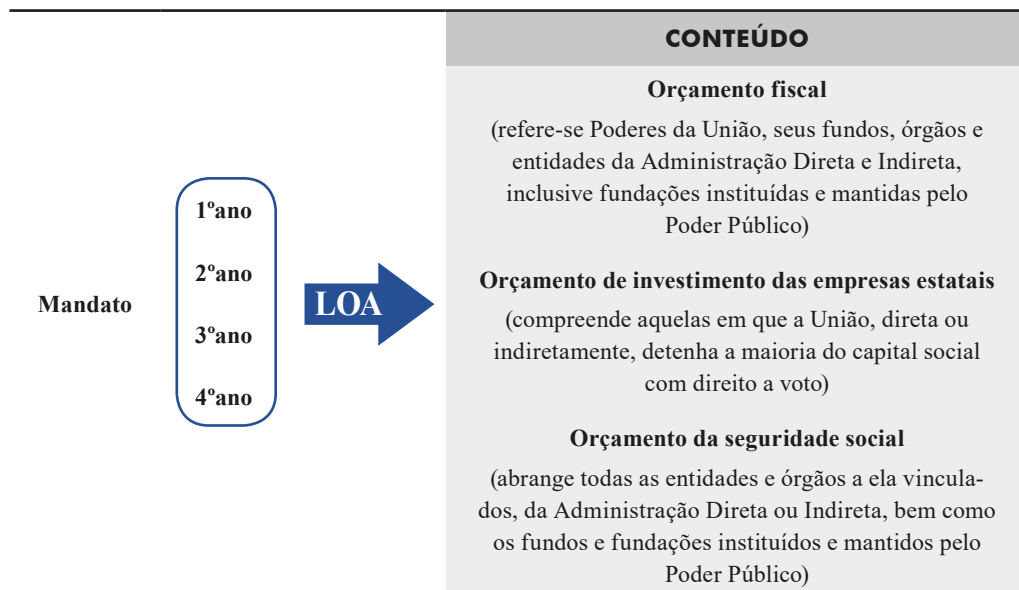 CONTEÚDO
Orçamento fiscal
(refere-se Poderes da União, seus fundos, órgãos e
entidades da Administração Direta e Indireta,
inclusive fundações instituídas e mantidas pelo
Poder Público)
Mandato
1ºano
2ºano
3ºano
4ºano
LOA
Orçamento de investimento das empresas estatais
(compreende aquelas em que a União, direta ou
indiretamente, detenha a maioria do capital social
com direito a voto)
Orçamento da seguridade social
(abrange todas as entidades e órgãos a ela vincula-
dos, da Administração Direta ou Indireta, bem como
os fundos e fundações instituídos e mantidos pelo
Poder Público)